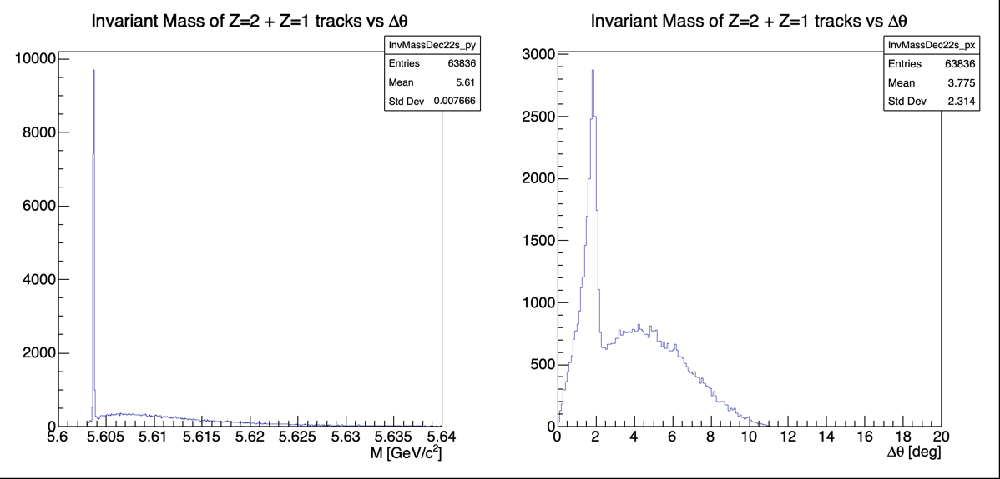 Invariant Mass of Z=2 + Z=1 tracks vs Δθ
InvMassDec22s_py
Entries 63836
Mean 5.61
Std Dev 0.007666
10000
8000
6000
4000
2000
0
5.6 5.605 5.61 5.615 5.62 5.625 5.63 5.635 5.64
M [GeV/c²]
Invariant Mass of Z=2 + Z=1 tracks vs Δθ
InvMassDec22s_px
Entries 63836
Mean 3.775
Std Dev 2.314
3000
2500
2000
1500
1000
500
0
0 2 4 6 8 10 12 14 16 18 20
Δθ [deg]